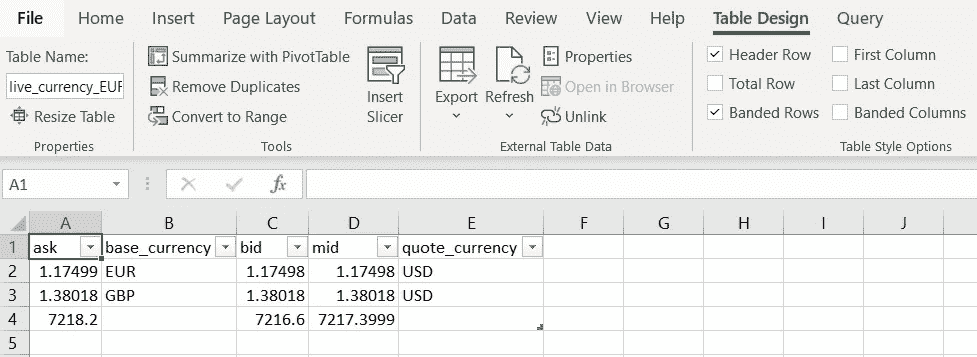 File Home Insert Page Layout Formulas Data Review View Help Table Design Query
Table Name:
live_currency_EUF
Resize Table
Properties
Summarize with PivotTable
Remove Duplicates
Convert to Range
Insert
Slicer
Tools
Export
Refresh
Properties
Open in Browser
Unlink
External Table Data
Header Row
Total Row
Banded Rows
First Column
Last Column
Banded Columns
Table Style Options
A1 fx
A B C D E F G H I J
1 ask base_currency bid mid quote_currency
2 1.17499 EUR 1.17498 1.17498 USD
3 1.38018 GBP 1.38018 1.38018 USD
4 7218.2 7216.6 7217.3999
5